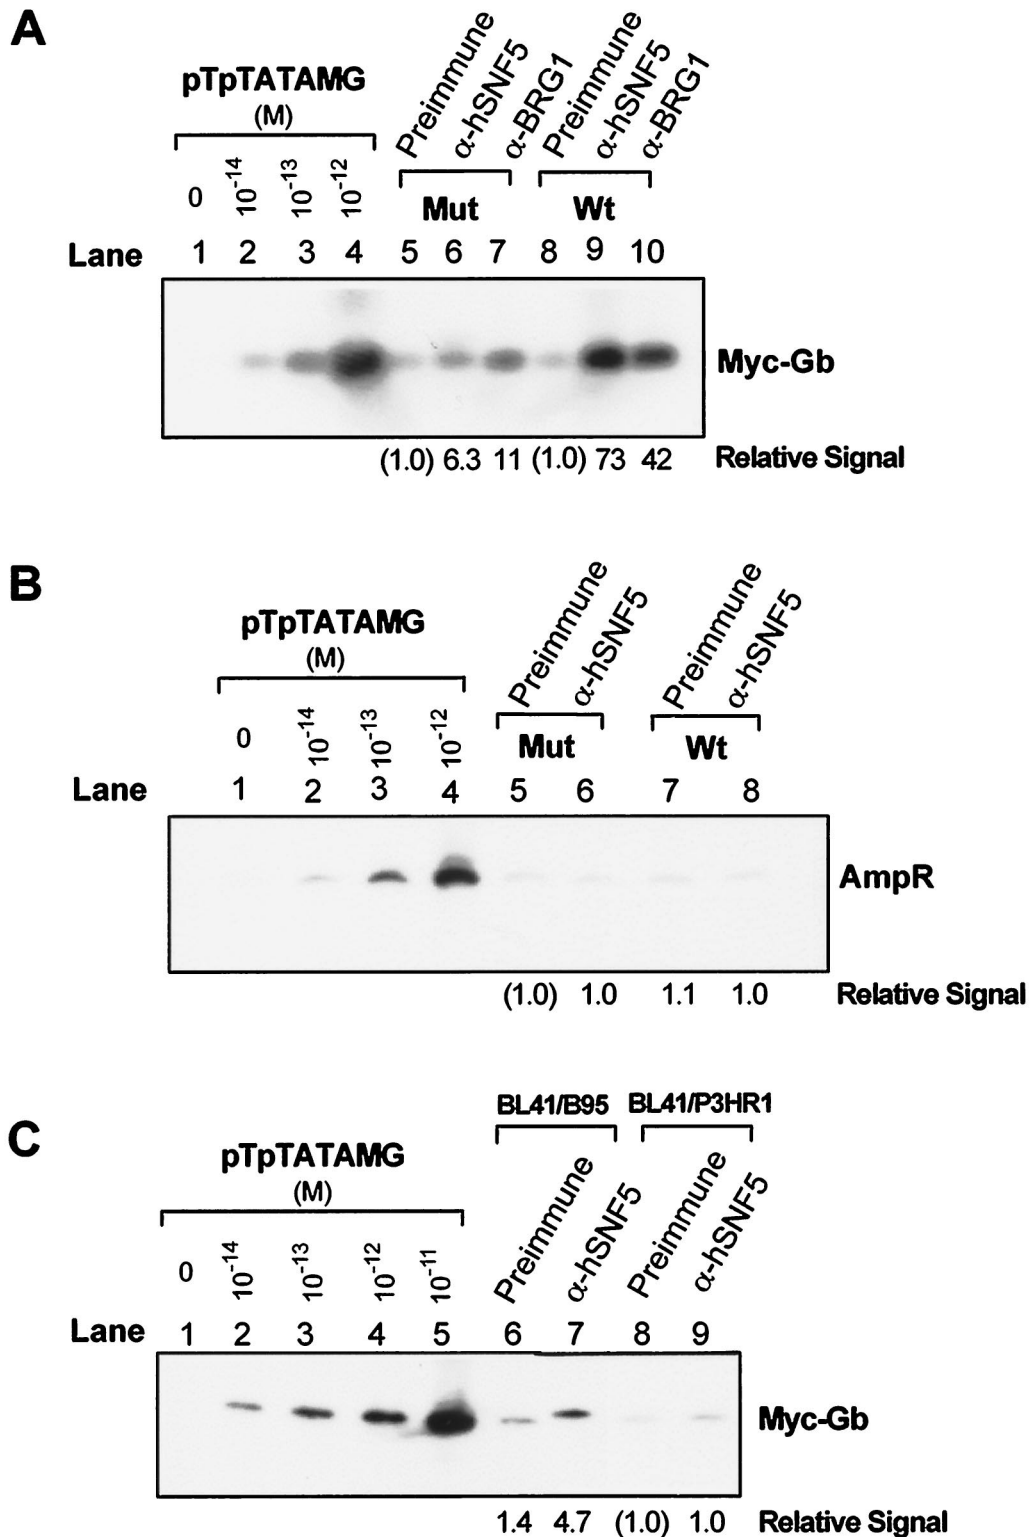 A
pTpTATAMG
(M)
Preimmune
α-hSNF5
α-BRG1
Preimmune
α-hSNF5
α-BRG1
0
10-14
10-13
10-12
Mut
Wt
Lane 1 2 3 4 5 6 7 8 9 10
Myc-Gb
(1.0) 6.3 11 (1.0) 73 42 Relative Signal
B
pTpTATAMG
(M)
Preimmune
α-hSNF5
Preimmune
α-hSNF5
0
10-14
10-13
10-12
Mut
Wt
Lane 1 2 3 4 5 6 7 8
AmpR
(1.0) 1.0 1.1 1.0 Relative Signal
C
BL41/B95 BL41/P3HR1
pTpTATAMG
(M)
Preimmune
α-hSNF5
Preimmune
α-hSNF5
0
10-14
10-13
10-12
10-11
Lane 1 2 3 4 5 6 7 8 9
Myc-Gb
1.4 4.7 (1.0) 1.0 Relative Signal